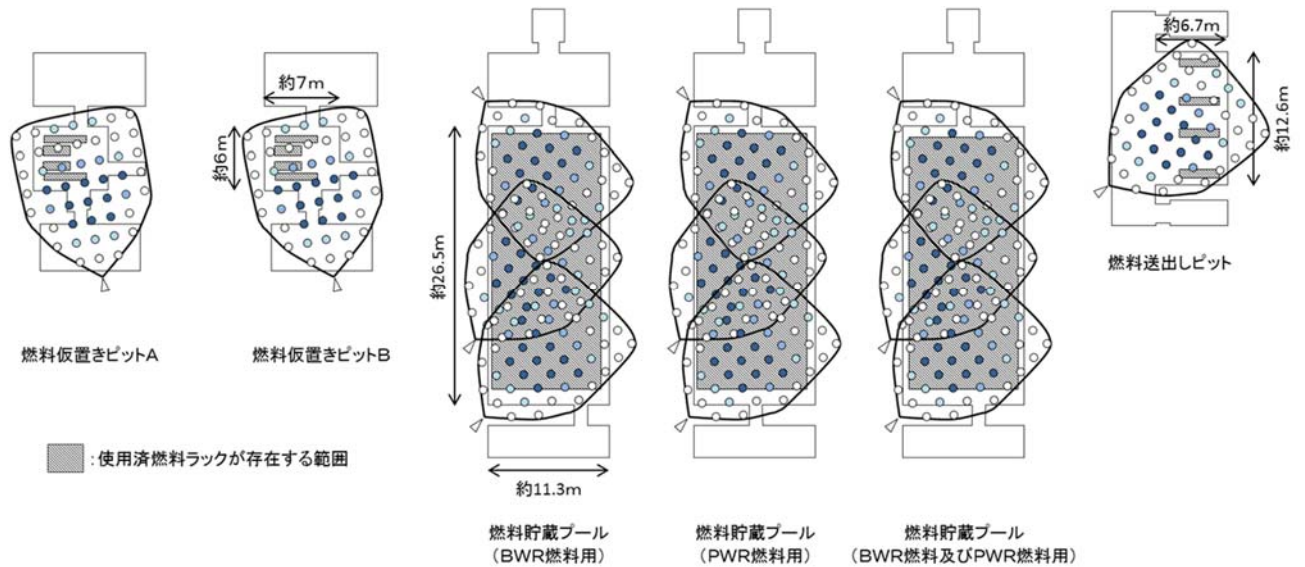 約6.7m
約7m
約6m
約12.6m
約26.5m
燃料送出しピット
燃料仮置きピットA
燃料仮置きピットB
:使用済燃料ラックが存在する範囲
約11.3m
燃料貯蔵プール
(BWR燃料用)
燃料貯蔵プール
(PWR燃料用)
燃料貯蔵プール
(BWR燃料及びPWR燃料用)